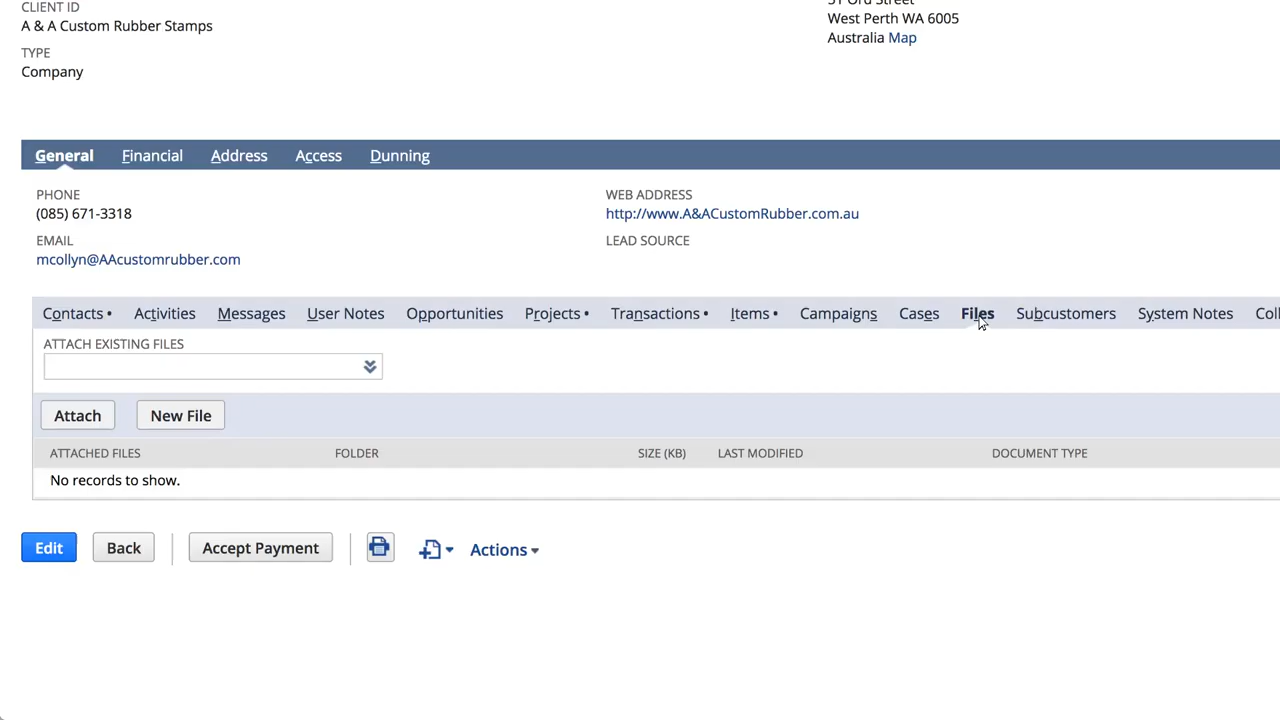 CLIENT ID
A & A Custom Rubber Stamps
TYPE
Company
West Perth WA 6005
Australia Map
General Financial Address Access Dunning
PHONE
(085) 671-3318
EMAIL
mcollyn@AAcustomrubber.com
WEB ADDRESS
http://www.A&ACustomRubber.com.au
LEAD SOURCE
Contacts • Activities Messages User Notes Opportunities Projects • Transactions • Items • Campaigns Cases Files Subcustomers System Notes
ATTACH EXISTING FILES
Attach New File
ATTACHED FILES FOLDER SIZE (KB) LAST MODIFIED DOCUMENT TYPE
No records to show.
Edit Back Accept Payment Actions